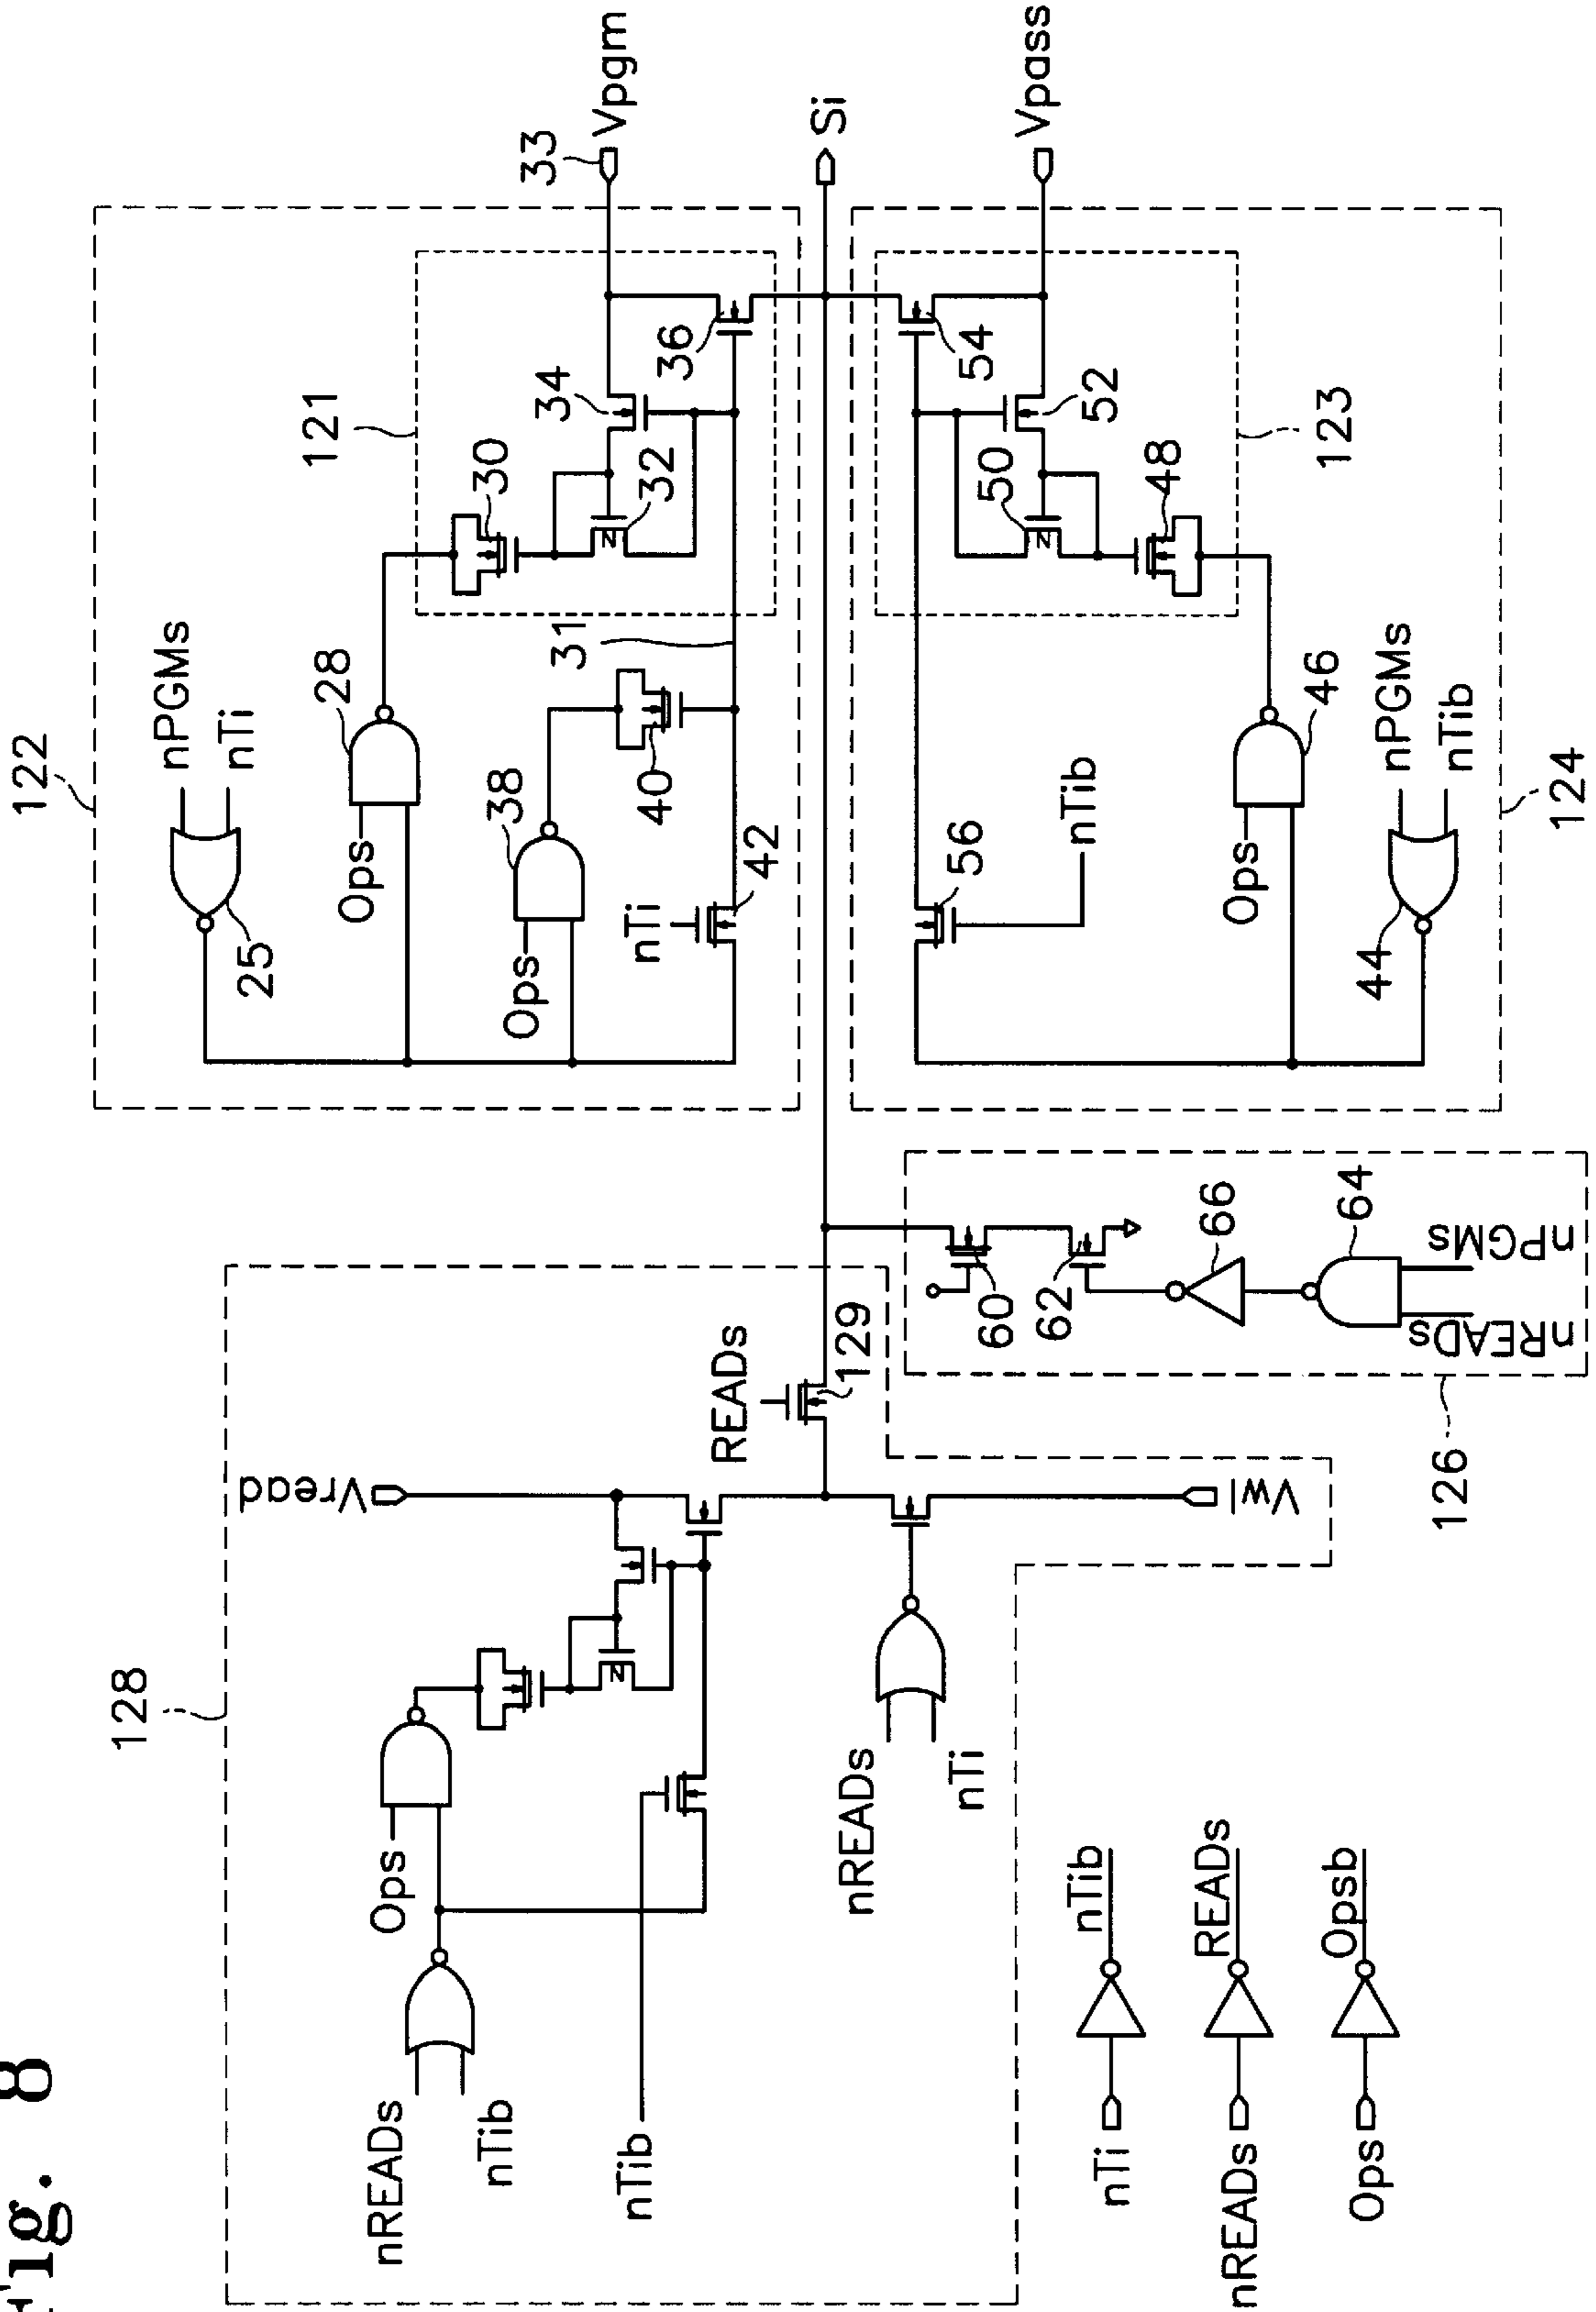 Fig. 8
122
nPGMs
nTi
25
28
Ops
38
Ops
nTi
42
40
31
121
30
32
34
36
33
Vpgm
Si
Vpass
54
52
50
48
123
56
nTib
Ops
46
nPGMs
nTib
44
124
128
Vread
READs
129
Ops
nREADs
nTib
nTib
nREADs
nTi
Vwl
60
62
66
64
nPGMs
nREADs
126
nTi
nTib
nREADs
READs
Ops
Opsb